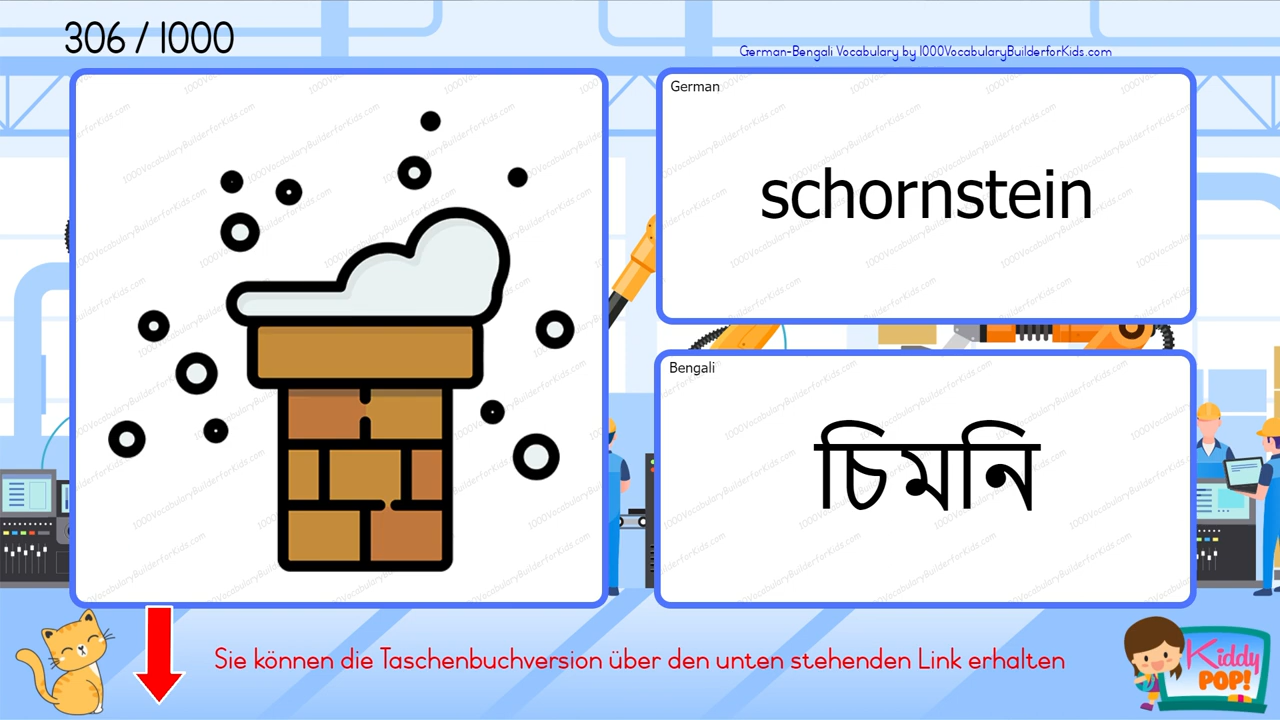 306 / 1000
German-Bengali Vocabulary by 1000VocabularyBuilderforKids.com
German
schornstein
Bengali
চিমনি
Sie können die Taschenbuchversion über den unten stehenden Link erhalten
Kiddy
POP!